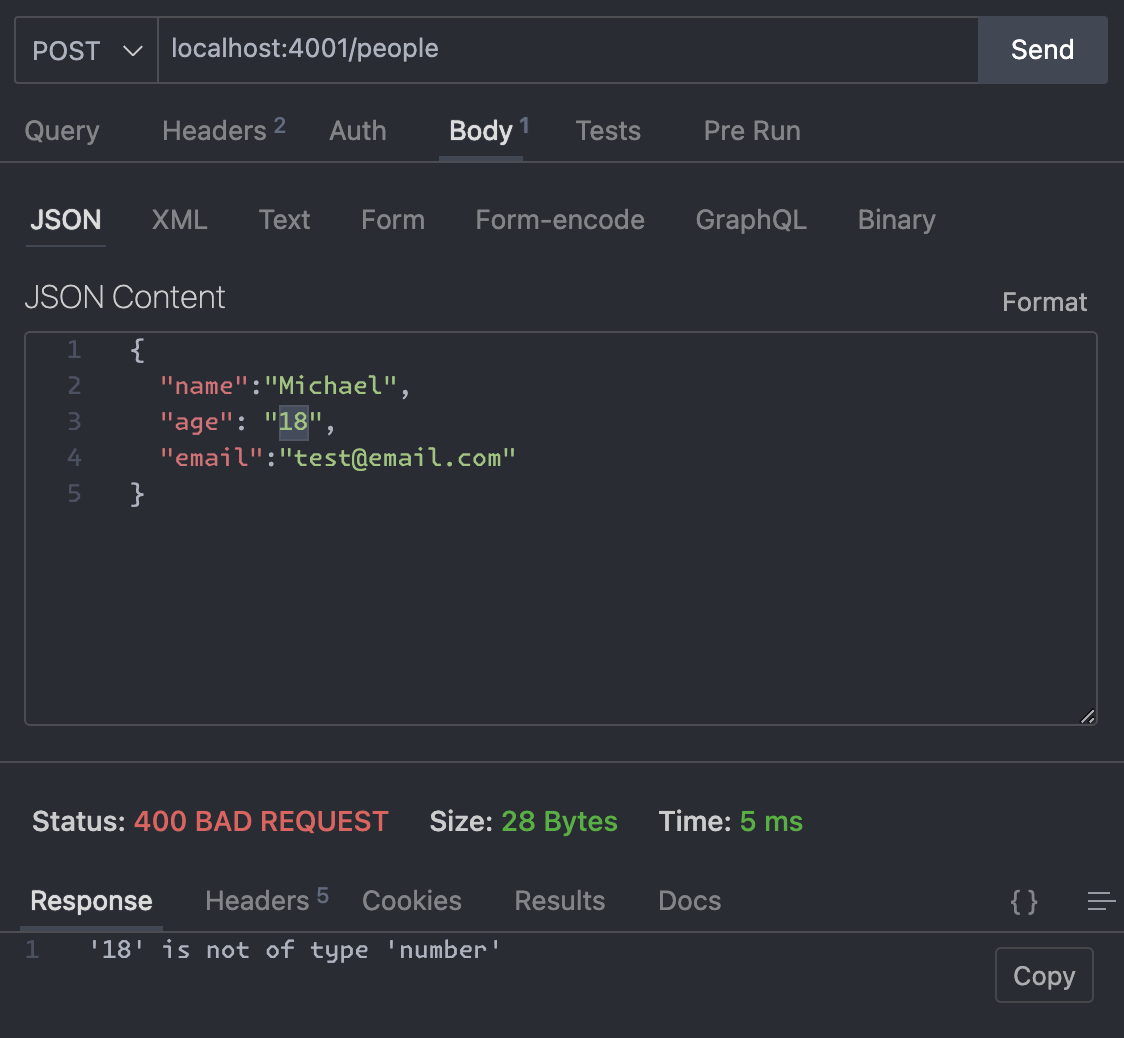 POST localhost:4001/people Send
Query Headers 2 Auth Body 1 Tests Pre Run
JSON XML Text Form Form-encode GraphQL Binary
JSON Content Format
1 {
2 "name":"Michael",
3 "age": "18",
4 "email":"test@email.com"
5 }
Status: 400 BAD REQUEST Size: 28 Bytes Time: 5 ms
Response Headers 5 Cookies Results Docs { }
1 '18' is not of type 'number'
Copy